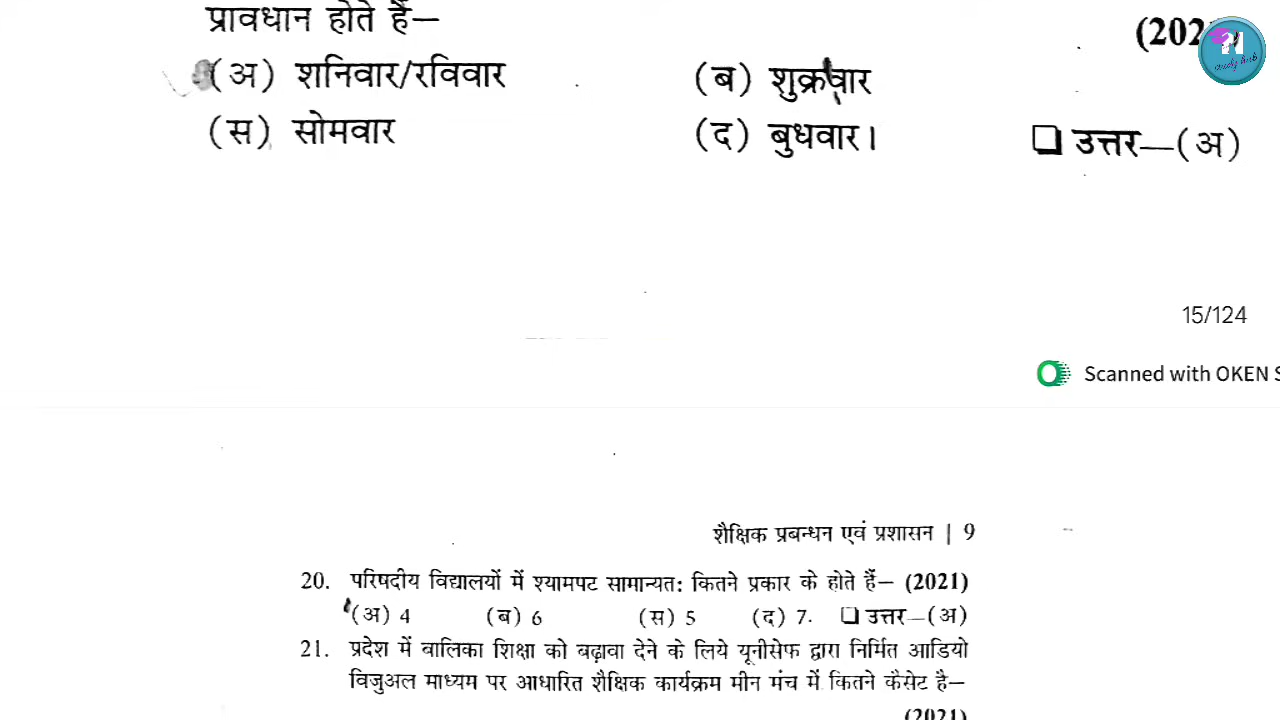 प्रावधान होते हैं—
(202
(अ) शनिवार/रविवार (ब) शुक्रवार
(स) सोमवार (द) बुधवार। ❑ उत्तर—(अ)
15/124
Scanned with OKEN S
शैक्षिक प्रबन्धन एवं प्रशासन | 9
20. परिषदीय विद्यालयों में श्यामपट सामान्यतः कितने प्रकार के होते हैं— (2021)
(अ) 4 (ब) 6 (स) 5 (द) 7. ❑ उत्तर—(अ)
21. प्रदेश में बालिका शिक्षा को बढ़ावा देने के लिये यूनीसेफ द्वारा निर्मित आडियो
विजुअल माध्यम पर आधारित शैक्षिक कार्यक्रम मीन मंच में कितने कैसेट है—
(2021)